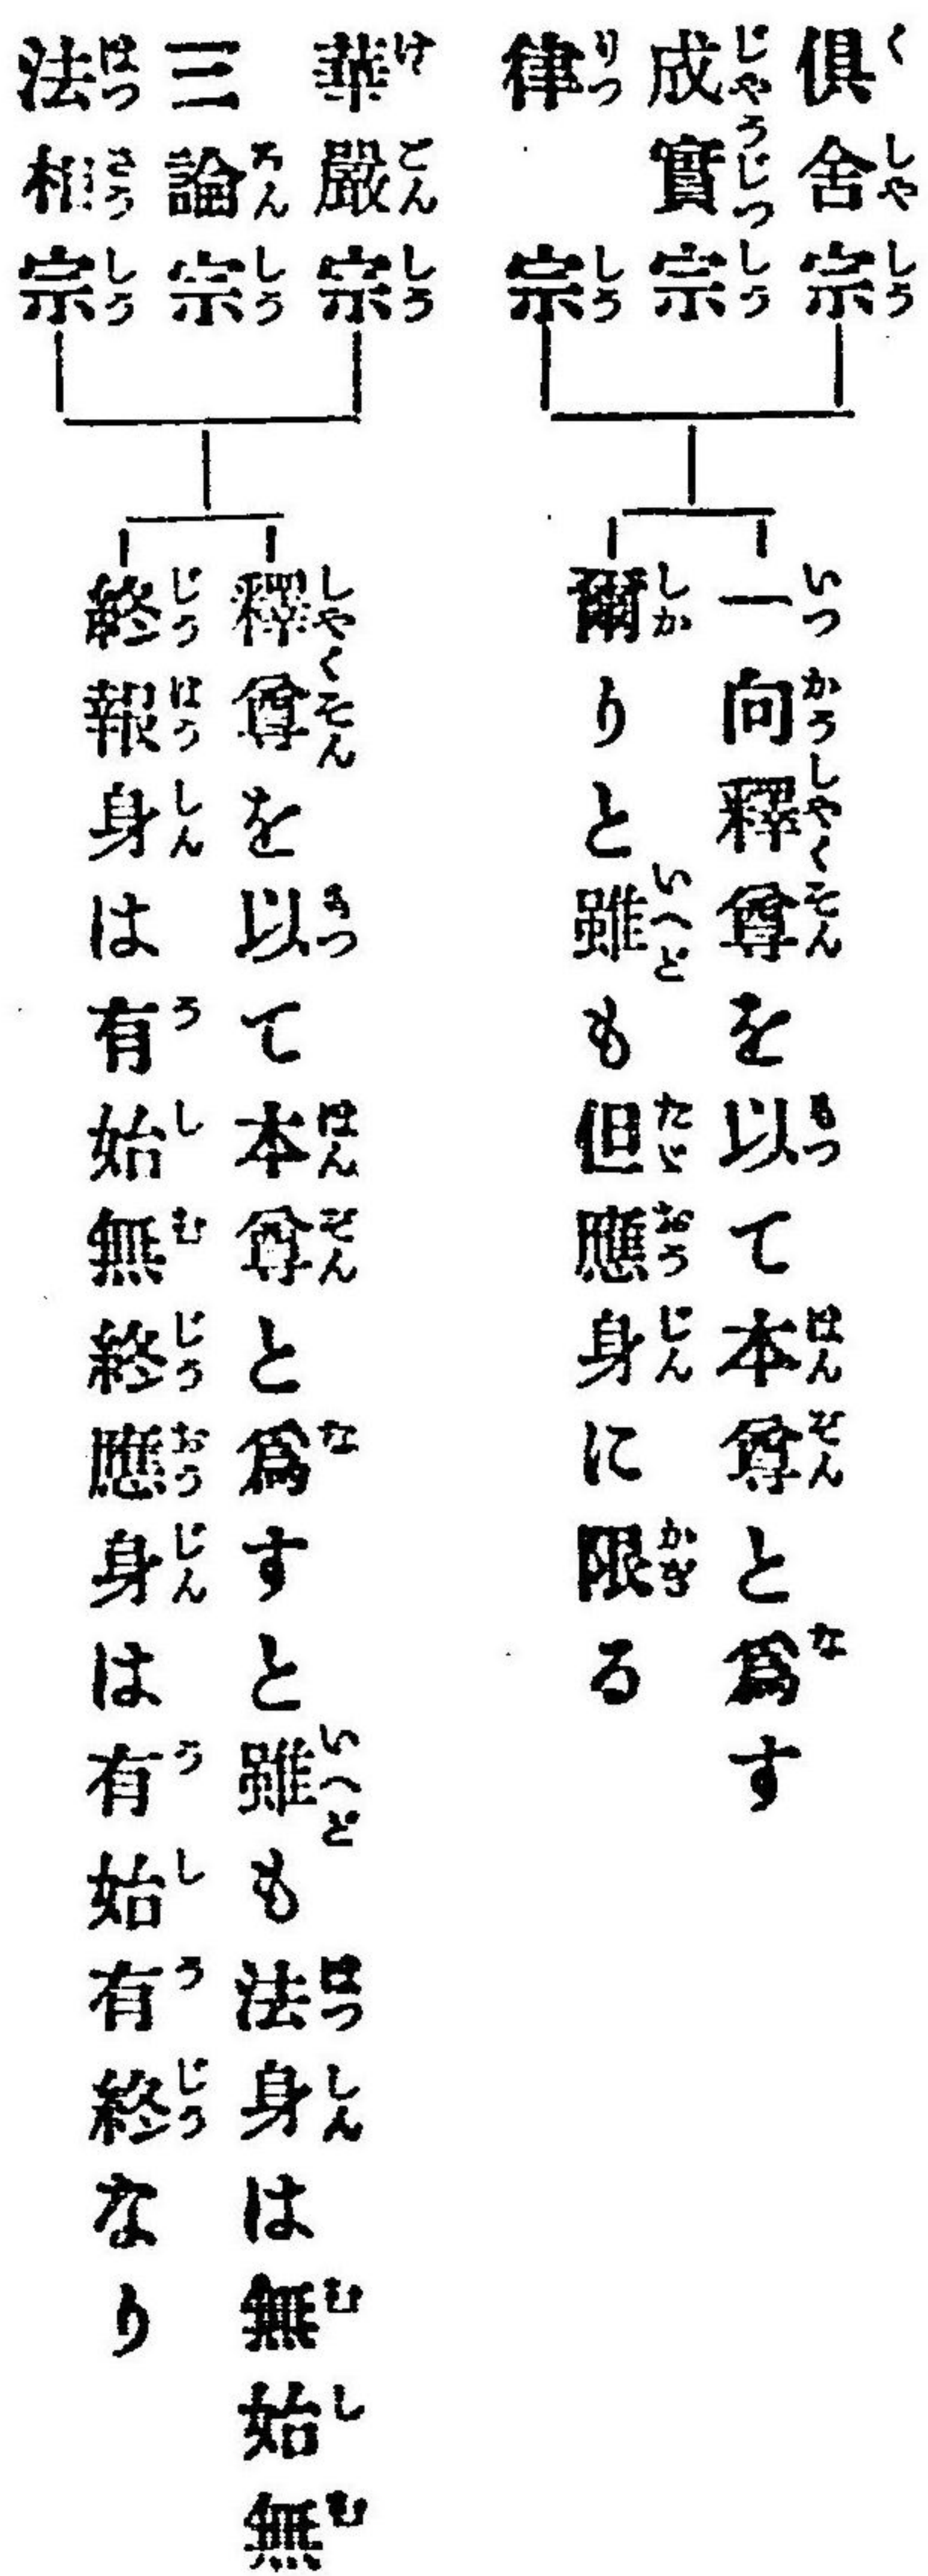 俱舍宗
成實宗
律宗
一向釋尊を以て本尊と爲す
爾りと雖も但應身に限る
華嚴宗
三論宗
法相宗
釋尊を以て本尊と爲すと雖も法身は無始無
終報身は有始無終應身は有始有終なり